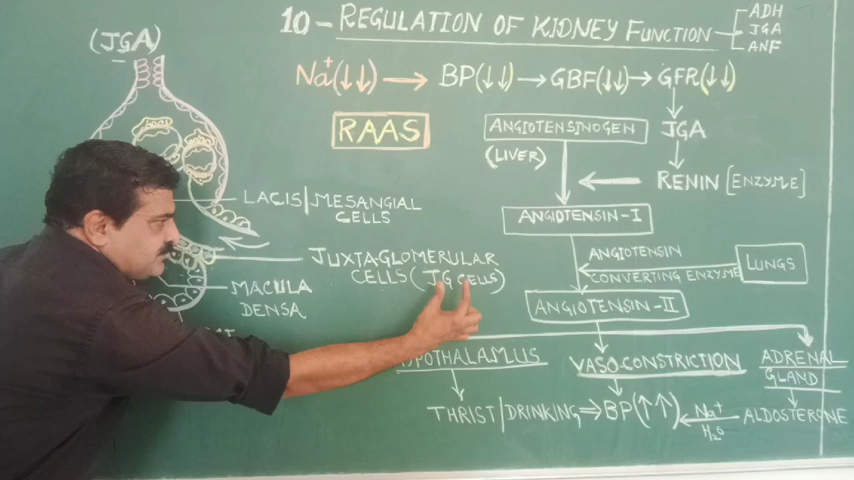 10 - REGULATION OF KIDNEY FUNCTION
ADH
JGA
ANF
(JGA)
Na+ (↓↓) → BP (↓↓) → GBF (↓↓) → GFR (↓↓)
RAAS
ANGIOTENSINOGEN
(LIVER)
JGA
RENIN [ENZYME]
LACIS/MESANGIAL
CELLS
ANGIOTENSIN-I
JUXTAGLOMERULAR
CELLS (JG CELLS)
ANGIOTENSIN
CONVERTING ENZYME
LUNGS
MACULA
DENSA
ANGIOTENSIN-II
VASOCONSTRICTION
ADRENAL
GLAND
THRIST/DRINKING ⇒ BP (↑↑)
Na+
H2O
ALDOSTERONE